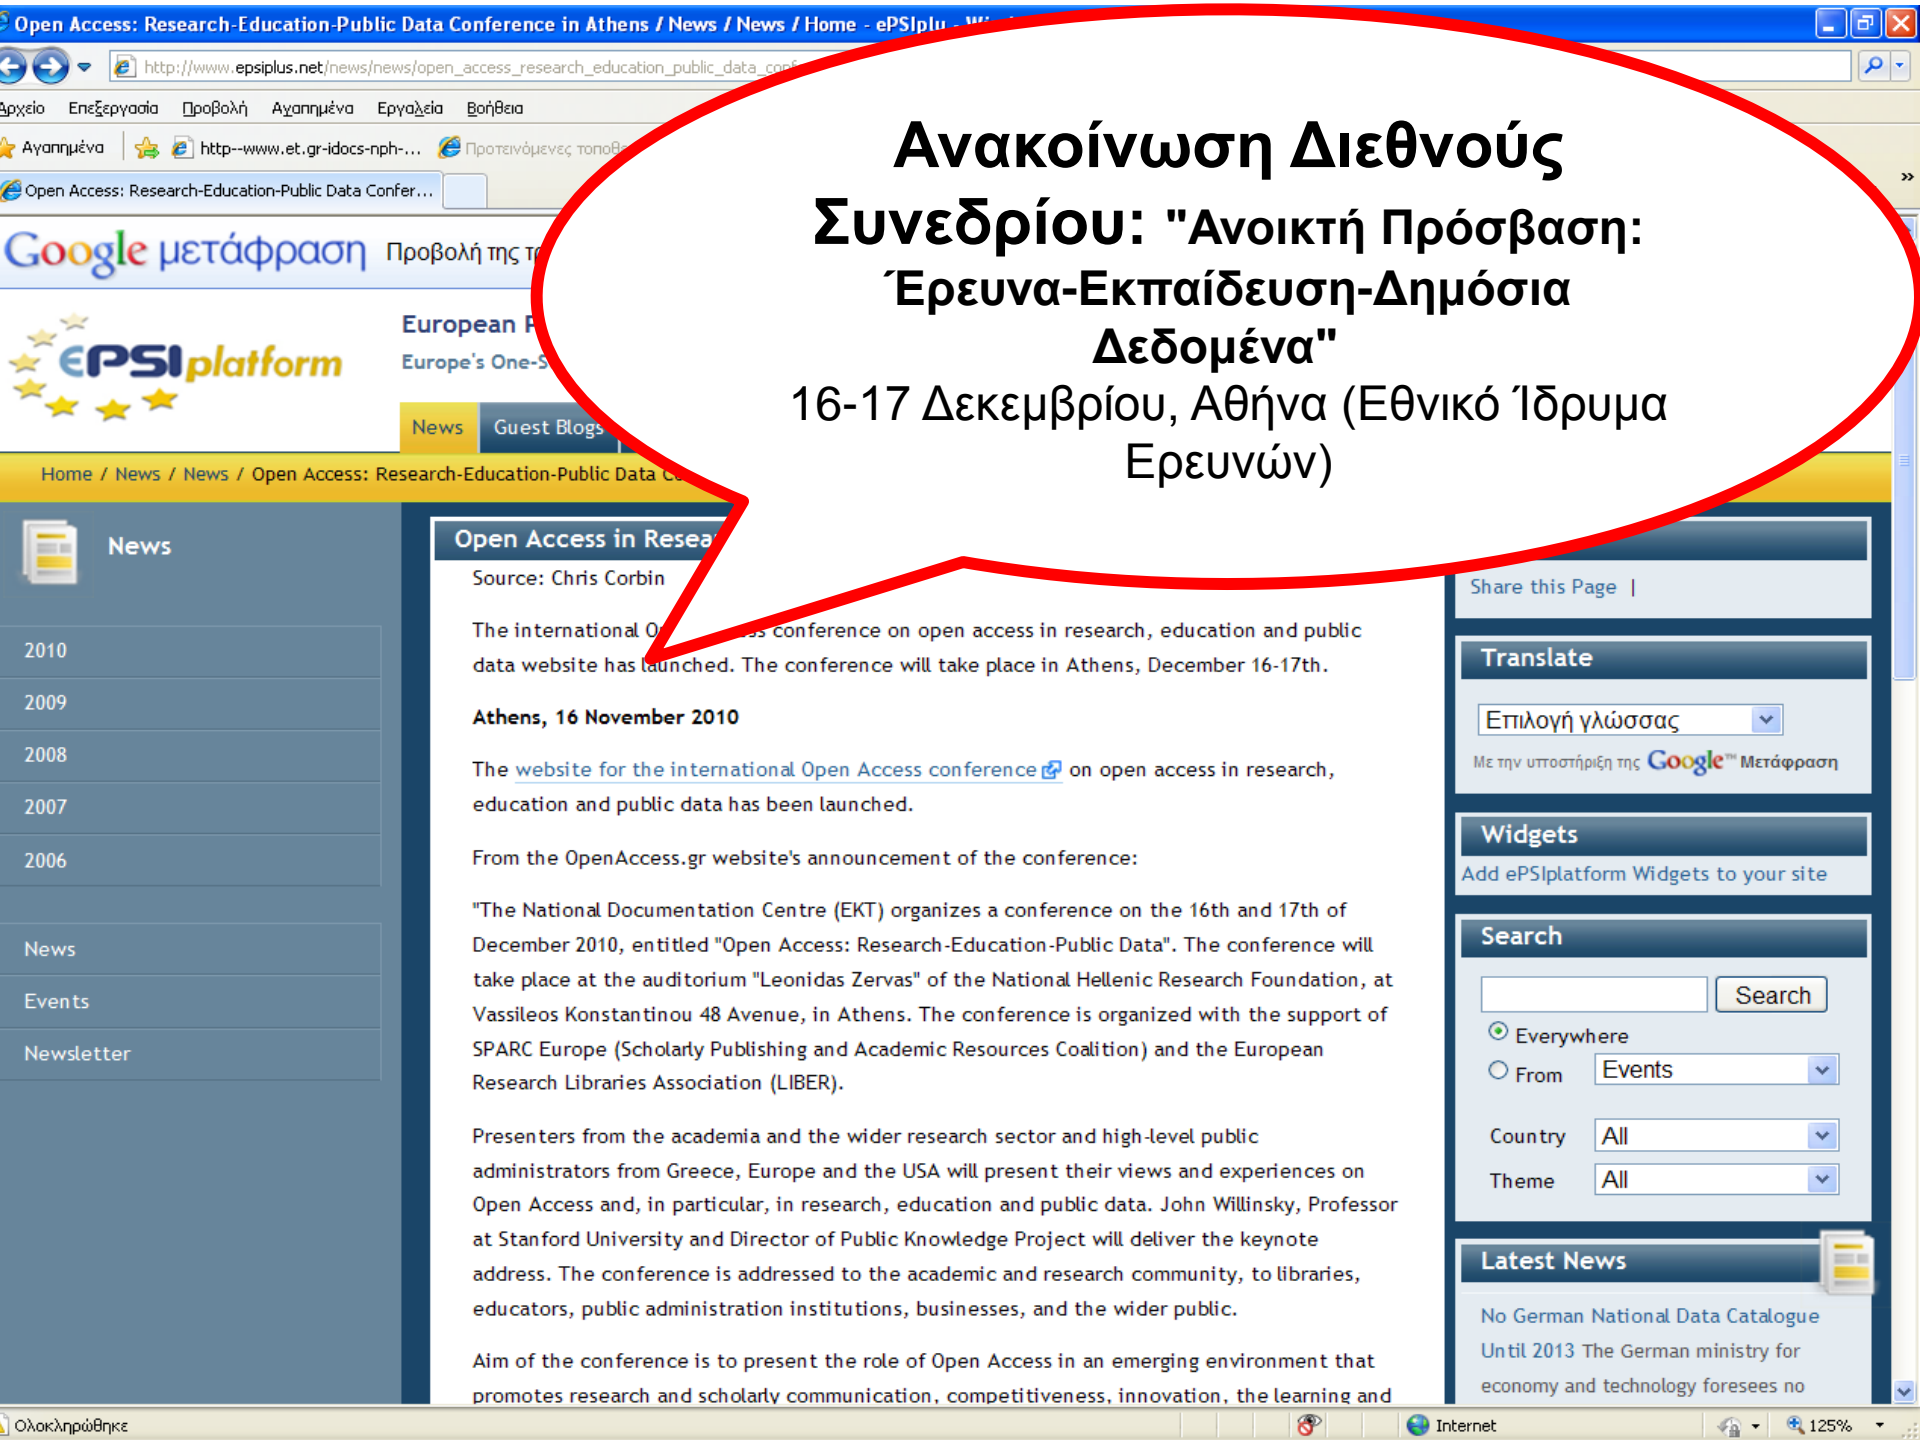 Open Access: Research-Education-Public Data Conference in Athens / News / News / Home - ePSIplu
http://www.epsiplus.net/news/news/open_access_research_education_public_data_conf
Αρχείο Επεξεργασία Προβολή Αγαπημένα Εργαλεία Βοήθεια
Αγαπημένα http--www.et.gr-idocs-nph-... Προτεινόμενες
Open Access: Research-Education-Public Data Confer...
Ανακοίνωση Διεθνούς
Συνεδρίου: "Ανοικτή Πρόσβαση:
Έρευνα-Εκπαίδευση-Δημόσια
Δεδομένα"
16-17 Δεκεμβρίου, Αθήνα (Εθνικό Ίδρυμα
Ερευνών)
Google μετάφραση Προβολή της
EPSIplatform
European
Europe's
News Guest Blogs
Home / News / News / Open Access: Research-Education-Public Data
News
2010
2009
2008
2007
2006
News
Events
Newsletter
Open Access in
Source: Chris Corbin
The international conference on open access in research, education and public
data website has launched. The conference will take place in Athens, December 16-17th.
Athens, 16 November 2010
The website for the international Open Access conference on open access in research,
education and public data has been launched.
From the OpenAccess.gr website's announcement of the conference:
"The National Documentation Centre (EKT) organizes a conference on the 16th and 17th of
December 2010, entitled "Open Access: Research-Education-Public Data". The conference will
take place at the auditorium "Leonidas Zervas" of the National Hellenic Research Foundation, at
Vassileos Konstantinou 48 Avenue, in Athens. The conference is organized with the support of
SPARC Europe (Scholarly Publishing and Academic Resources Coalition) and the European
Research Libraries Association (LIBER).
Presenters from the academia and the wider research sector and high-level public
administrators from Greece, Europe and the USA will present their views and experiences on
Open Access and, in particular, in research, education and public data. John Willinsky, Professor
at Stanford University and Director of Public Knowledge Project will deliver the keynote
address. The conference is addressed to the academic and research community, to libraries,
educators, public administration institutions, businesses, and the wider public.
Aim of the conference is to present the role of Open Access in an emerging environment that
promotes research and scholarly communication, competitiveness, innovation, the learning and
Share this Page |
Translate
Επιλογή γλώσσας
Με την υποστήριξη της Google™ Μετάφραση
Widgets
Add ePSIplatform Widgets to your site
Search
Search
Everywhere
From Events
Country All
Theme All
Latest News
No German National Data Catalogue
Until 2013 The German ministry for
economy and technology foresees no
Ολοκληρώθηκε Internet 125%